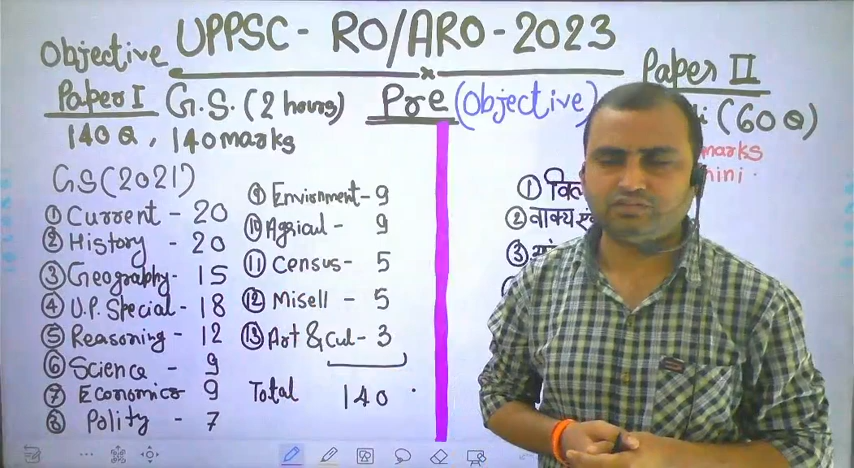 UPPSC- RO/ARO-2023
Objective
Paper I G.S. (2 hours)
140 Q, 140 marks
Pre (Objective)
Paper II
(60 Q)
marks
GS (2021)
① Current - 20
② History - 20
③ Geography - 15
④ U.P. Special - 18
⑤ Reasoning - 12
⑥ Science - 9
⑦ Economics - 9
⑧ Polity - 7
⑨ Envirnment - 9
⑩ Agricul - 9
⑪ Census - 5
⑫ Misell - 5
⑬ Art & Cul - 3
Total 140
①
② वाक्य
③